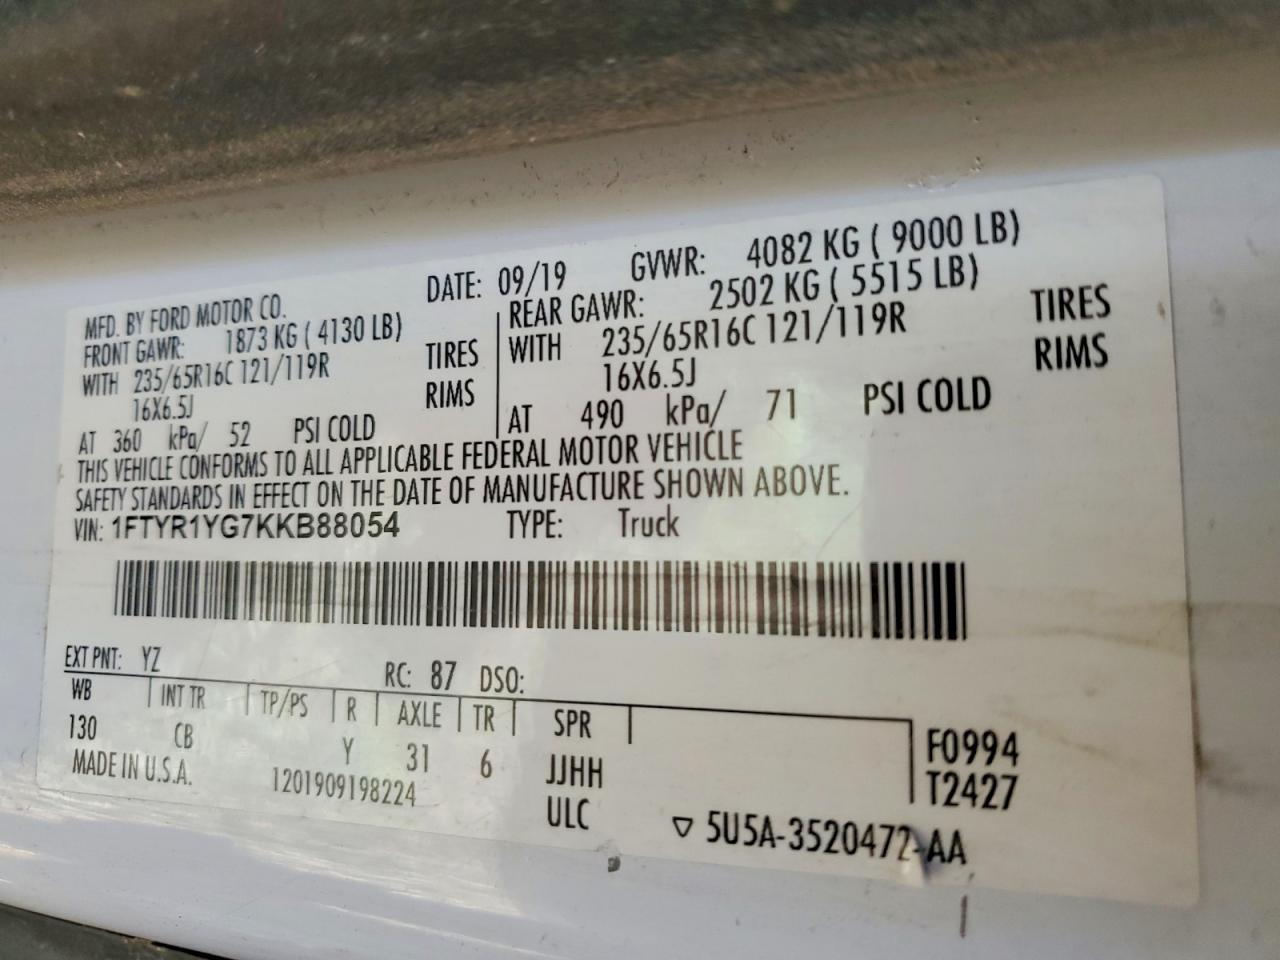 MFD. BY FORD MOTOR CO.
DATE: 09/19 GVWR: 4082 KG ( 9000 LB)
FRONT GAWR: 1873 KG ( 4130 LB)
WITH 235/65R16C 121/119R TIRES
16X6.5J RIMS
AT 360 kPa/ 52 PSI COLD
REAR GAWR: 2502 KG ( 5515 LB)
WITH 235/65R16C 121/119R TIRES
16X6.5J RIMS
AT 490 kPa/ 71 PSI COLD
THIS VEHICLE CONFORMS TO ALL APPLICABLE FEDERAL MOTOR VEHICLE
SAFETY STANDARDS IN EFFECT ON THE DATE OF MANUFACTURE SHOWN ABOVE.
VIN: 1FTYR1YG7KKB88054 TYPE: Truck
EXT PNT: YZ RC: 87 DSO:
WB INT TR TP/PS R AXLE TR SPR
130 CB Y 31 6 JJHH F0994
MADE IN U.S.A. 1201909198224 ULC T2427
5U5A-3520472-AA